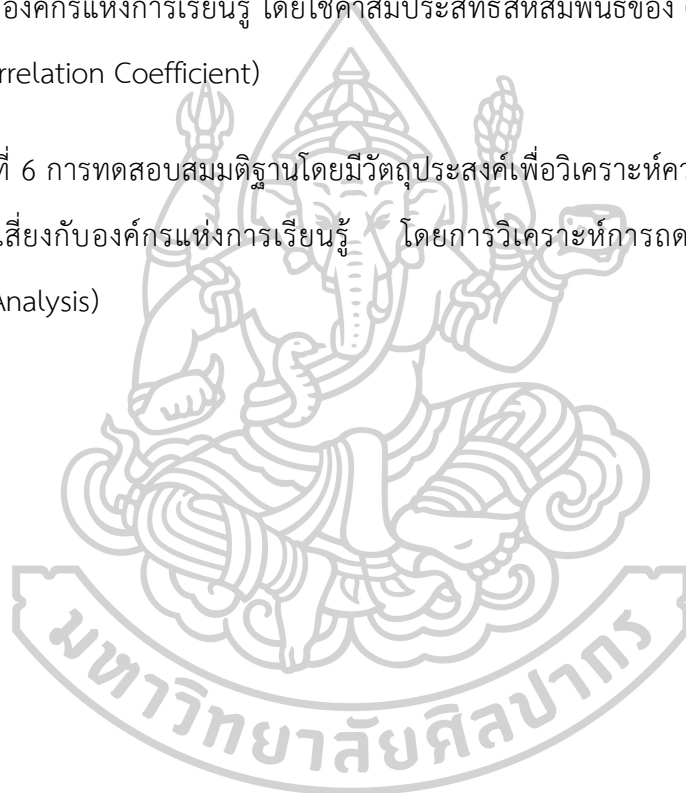 องค์กรแห่งการเรียนรู้ โดยใช้ค่าสัมประสิทธิ์สหสัมพันธ์ของ
rrelation Coefficient)
ที่ 6 การทดสอบสมมติฐานโดยมีวัตถุประสงค์เพื่อวิเคราะห์คว
เสี่ยงกับองค์กรแห่งการเรียนรู้ โดยการวิเคราะห์การถด
Analysis)
มหาวิทยาลัยศิลปากร